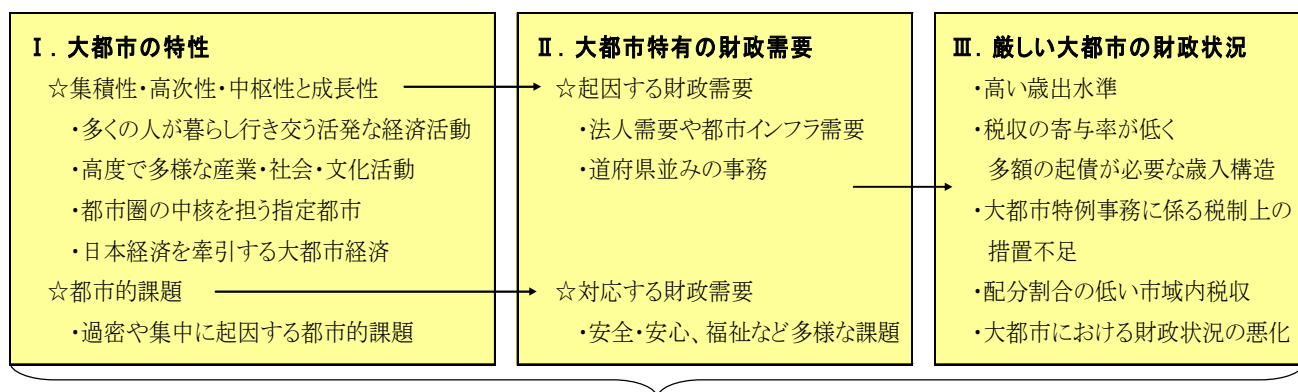 Ⅰ．大都市の特性
☆集積性・高次性・中枢性と成長性
・多くの人が暮らし行き交う活発な経済活動
・高度で多様な産業・社会・文化活動
・都市圏の中核を担う指定都市
・日本経済を牽引する大都市経済
☆都市的課題
・過密や集中に起因する都市的課題
Ⅱ．大都市特有の財政需要
☆起因する財政需要
・法人需要や都市インフラ需要
・道府県並みの事務
☆対応する財政需要
・安全・安心、福祉など多様な課題
Ⅲ．厳しい大都市の財政状況
・高い歳出水準
・税収の寄与率が低く
多額の起債が必要な歳入構造
・大都市特例事務に係る税制上の
措置不足
・配分割合の低い市域内税収
・大都市における財政状況の悪化